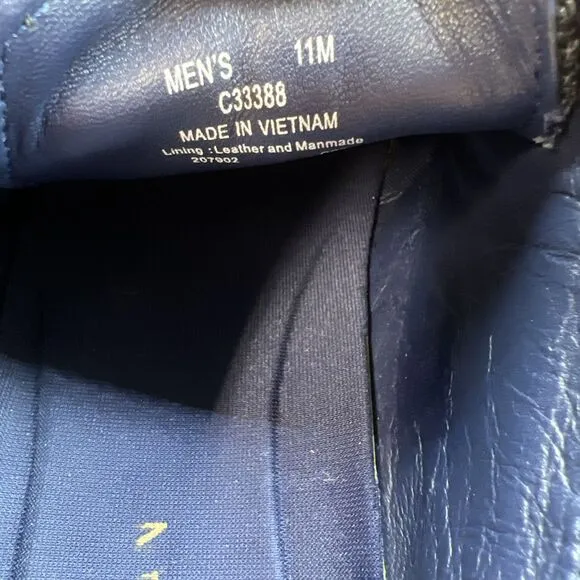 MEN'S 11M
C33388
MADE IN VIETNAM
Lining :Leather and Manmade
207902